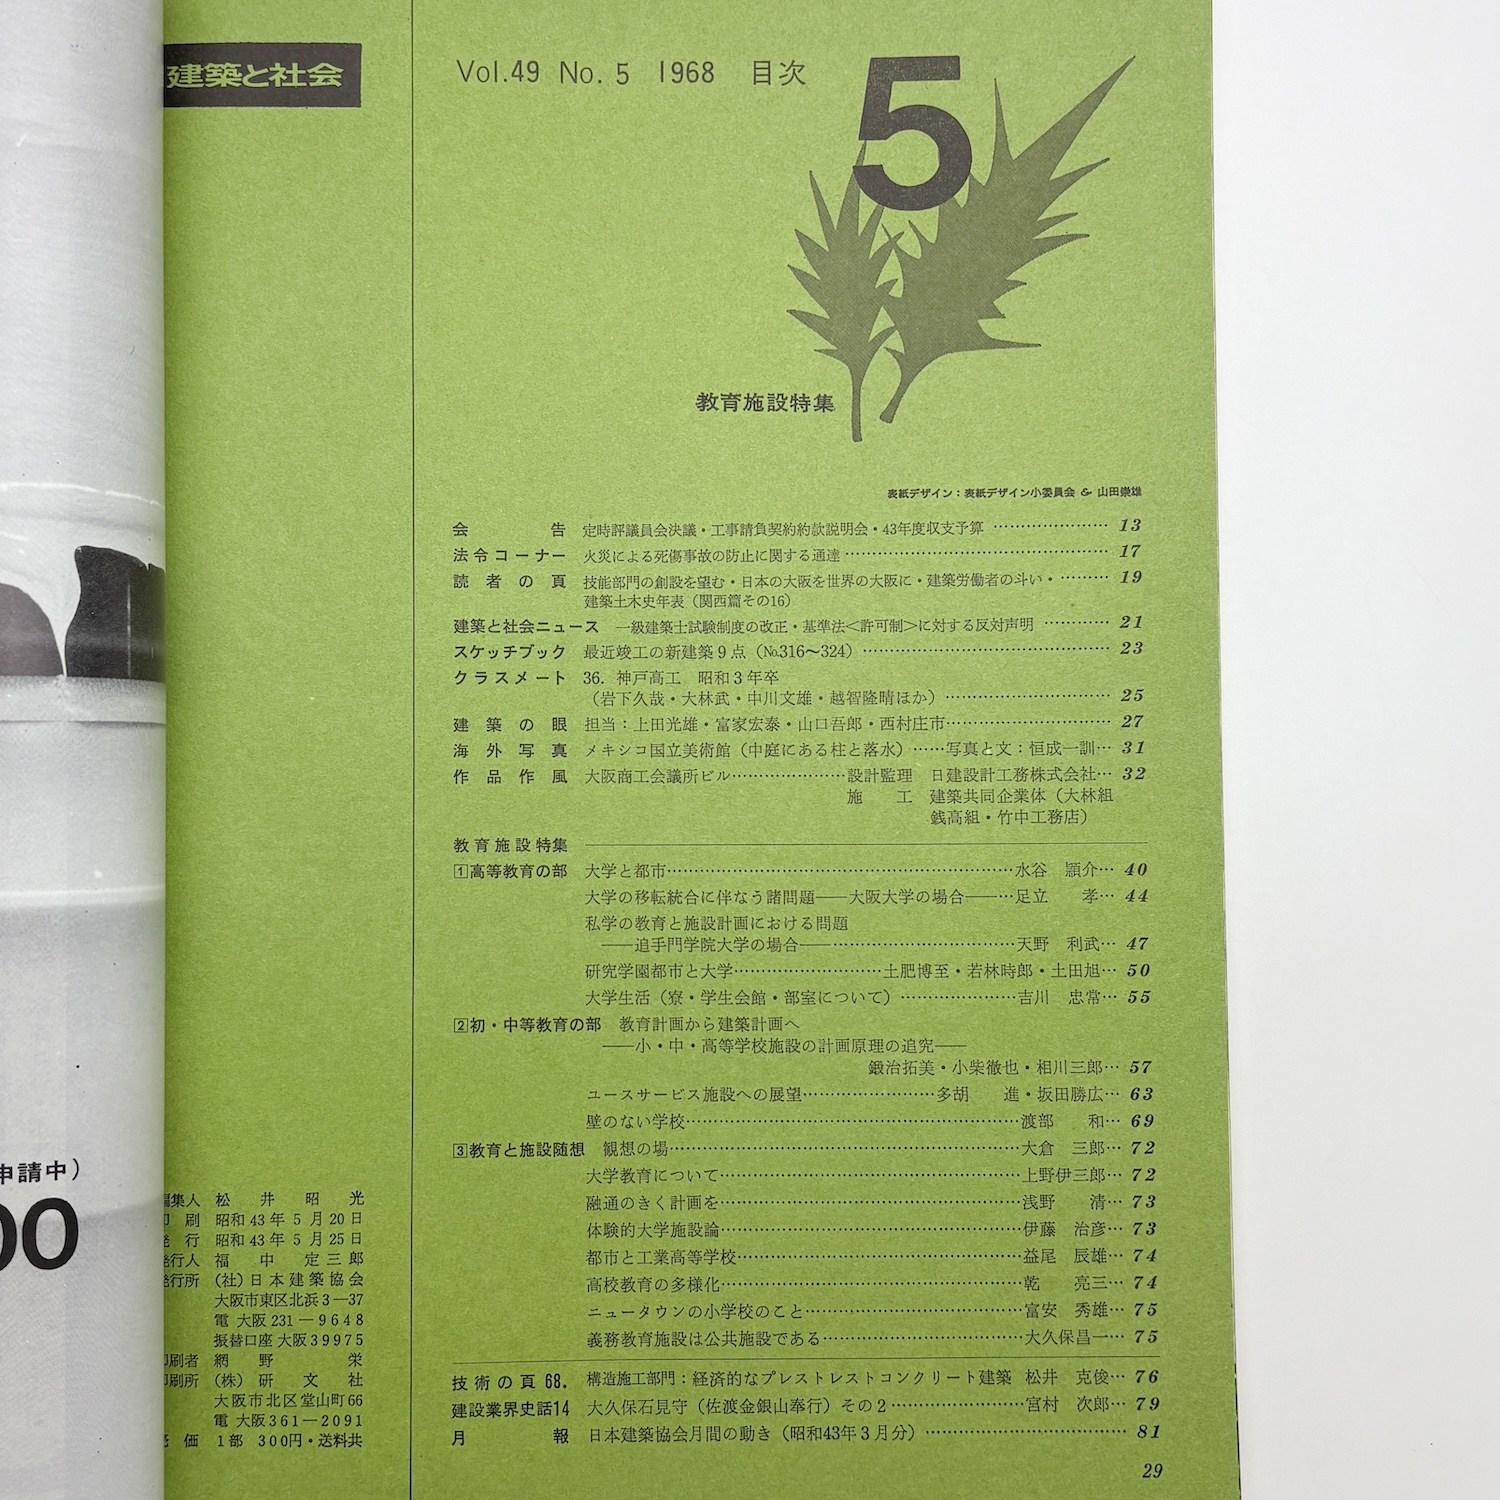 建築と社会
Vol.49 No. 5 1968 目次
5
教育施設特集
表紙デザイン：表紙デザイン小委員会 & 山田崇雄
会告 定時評議員会決議・工事請負契約約款説明会・43年度収支予算 ………………… 13
法令コーナー 火災による死傷事故の防止に関する通達 ………………… 17
読者の頁 技能部門の創設を望む・日本の大阪を世界の大阪に・建築労働者の斗い・ ……… 19
建築土木史年表（関西篇その16）
建築と社会ニュース 一級建築士試験制度の改正・基準法＜許可制＞に対する反対声明 ………… 21
スケッチブック 最近竣工の新建築9点（№316〜324） ………………… 23
クラスメート 36. 神戸高工 昭和3年卒
（岩下久哉・大林武・中川文雄・越智隆晴ほか） ………………… 25
建築の眼 担当：上田光雄・富家宏泰・山口吾郎・西村庄市………………… 27
海外写真 メキシコ国立美術館（中庭にある柱と落水）……写真と文：恒成一訓… 31
作品作風 大阪商工会議所ビル…………………設計監理 日建設計工務株式会社… 32
施工 建築共同企業体（大林組
銭高組・竹中工務店）
教育施設特集
1高等教育の部 大学と都市…………………水谷 頴介… 40
大学の移転統合に伴なう諸問題――大阪大学の場合――…足立 孝… 44
私学の教育と施設計画における問題
――追手門学院大学の場合――…………………天野 利武… 47
研究学園都市と大学…………………土肥博至・若林時郎・土田旭… 50
大学生活（寮・学生会館・部室について） …………………吉川 忠常… 55
2初・中等教育の部 教育計画から建築計画へ
――小・中・高等学校施設の計画原理の追究――
鍛治拓美・小柴徹也・相川三郎… 57
ユースサービス施設への展望…………………多胡 進・坂田勝広… 63
壁のない学校…………………渡部 和… 69
3教育と施設随想 観想の場…………………大倉 三郎… 72
大学教育について…………………上野伊三郎… 72
融通のきく計画を…………………浅野 清… 73
体験的大学施設論…………………伊藤 治彦… 73
都市と工業高等学校…………………益尾 辰雄… 74
高校教育の多様化…………………乾 亮三… 74
ニュータウンの小学校のこと…………………富安 秀雄… 75
義務教育施設は公共施設である…………………大久保昌一… 75
技術の頁 68. 構造施工部門：経済的なプレストレストコンクリート建築 松井 克俊… 76
建設業界史話14 大久保石見守（佐渡金銀山奉行）その2…………………宮村 次郎… 79
月報 日本建築協会月間の動き（昭和43年3月分） ………………… 81
29
編集人 松井昭光
印刷 昭和43年5月20日
発行 昭和43年5月25日
発行人 福中定三郎
発行所 （社）日本建築協会
大阪市東区北浜3―37
電 大阪231―9648
振替口座 大阪39975
印刷者 網野栄
印刷所 （株）研文社
大阪市北区堂山町66
電 大阪361―2091
売価 1部 300円・送料共
申請中）
00